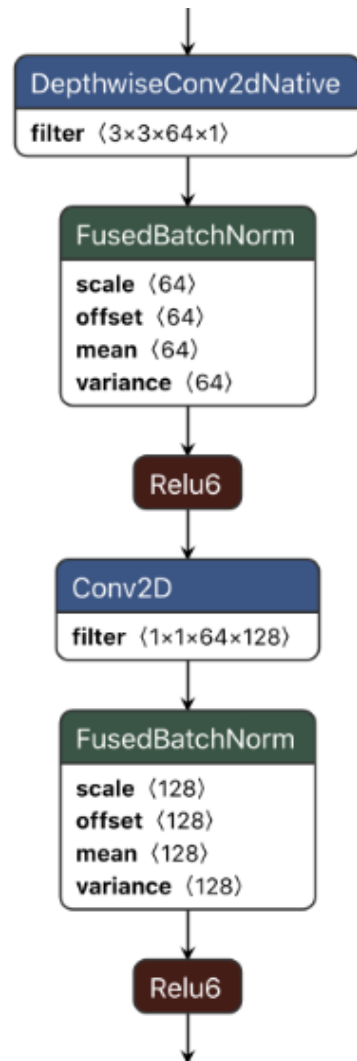 DepthwiseConv2dNative
filter ⟨3×3×64×1⟩
FusedBatchNorm
scale ⟨64⟩
offset ⟨64⟩
mean ⟨64⟩
variance ⟨64⟩
Relu6
Conv2D
filter ⟨1×1×64×128⟩
FusedBatchNorm
scale ⟨128⟩
offset ⟨128⟩
mean ⟨128⟩
variance ⟨128⟩
Relu6